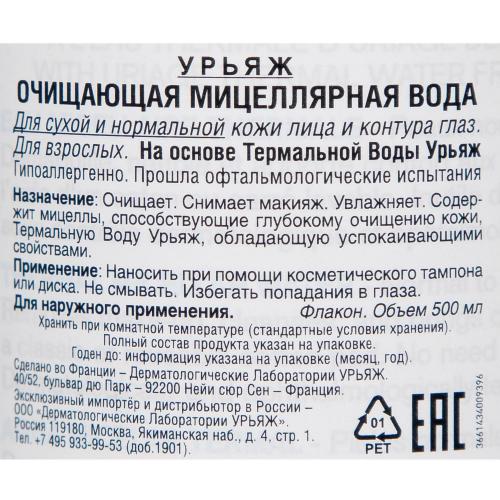 УРЬЯЖ
ОЧИЩАЮЩАЯ МИЦЕЛЛЯРНАЯ ВОДА
Для сухой и нормальной кожи лица и контура глаз.
Для взрослых. На основе Термальной Воды Урьяж
Гипоаллергенно. Прошла офтальмологические испытания
Назначение: Очищает. Снимает макияж. Увлажняет. Содер-
жит мицеллы, способствующие глубокому очищению кожи,
Термальную Воду Урьяж, обладающую успокаивающими
свойствами.
Применение: Наносить при помощи косметического тампона
или диска. Не смывать. Избегать попадания в глаза.
Для наружного применения. Флакон. Объем 500 мл
Хранить при комнатной температуре (стандартные условия хранения).
Полный состав продукта указан на упаковке.
Годен до: информация указана на упаковке (месяц, год).
Сделано во Франции – Дерматологические Лаборатории УРЬЯЖ.
40/52, бульвар дю Парк – 92200 Нейи сюр Сен – Франция.
Эксклюзивный импортёр и дистрибьютор в России –
ООО «Дерматологические Лаборатории УРЬЯЖ».
Россия 119180, Москва, Якиманская наб., д. 4, стр. 1.
Тел. +7 495 933-99-53 (доб.1901).
01
PET
EAC
3661434009396